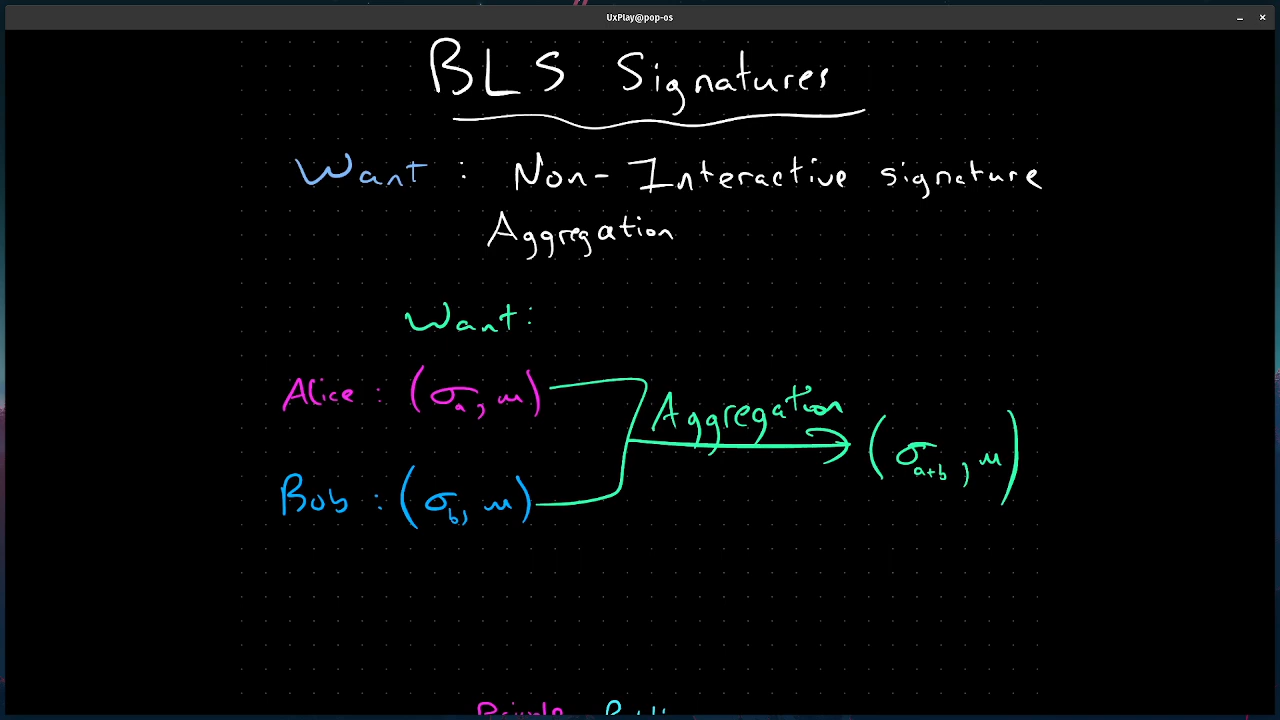 UxPlay@pop-os
BLS Signatures
Want : Non-Interactive signature
Aggregation
Want:
Alice : (σₐ, m)
Aggregation
(σₐ₊b, m)
Bob : (σb, m)